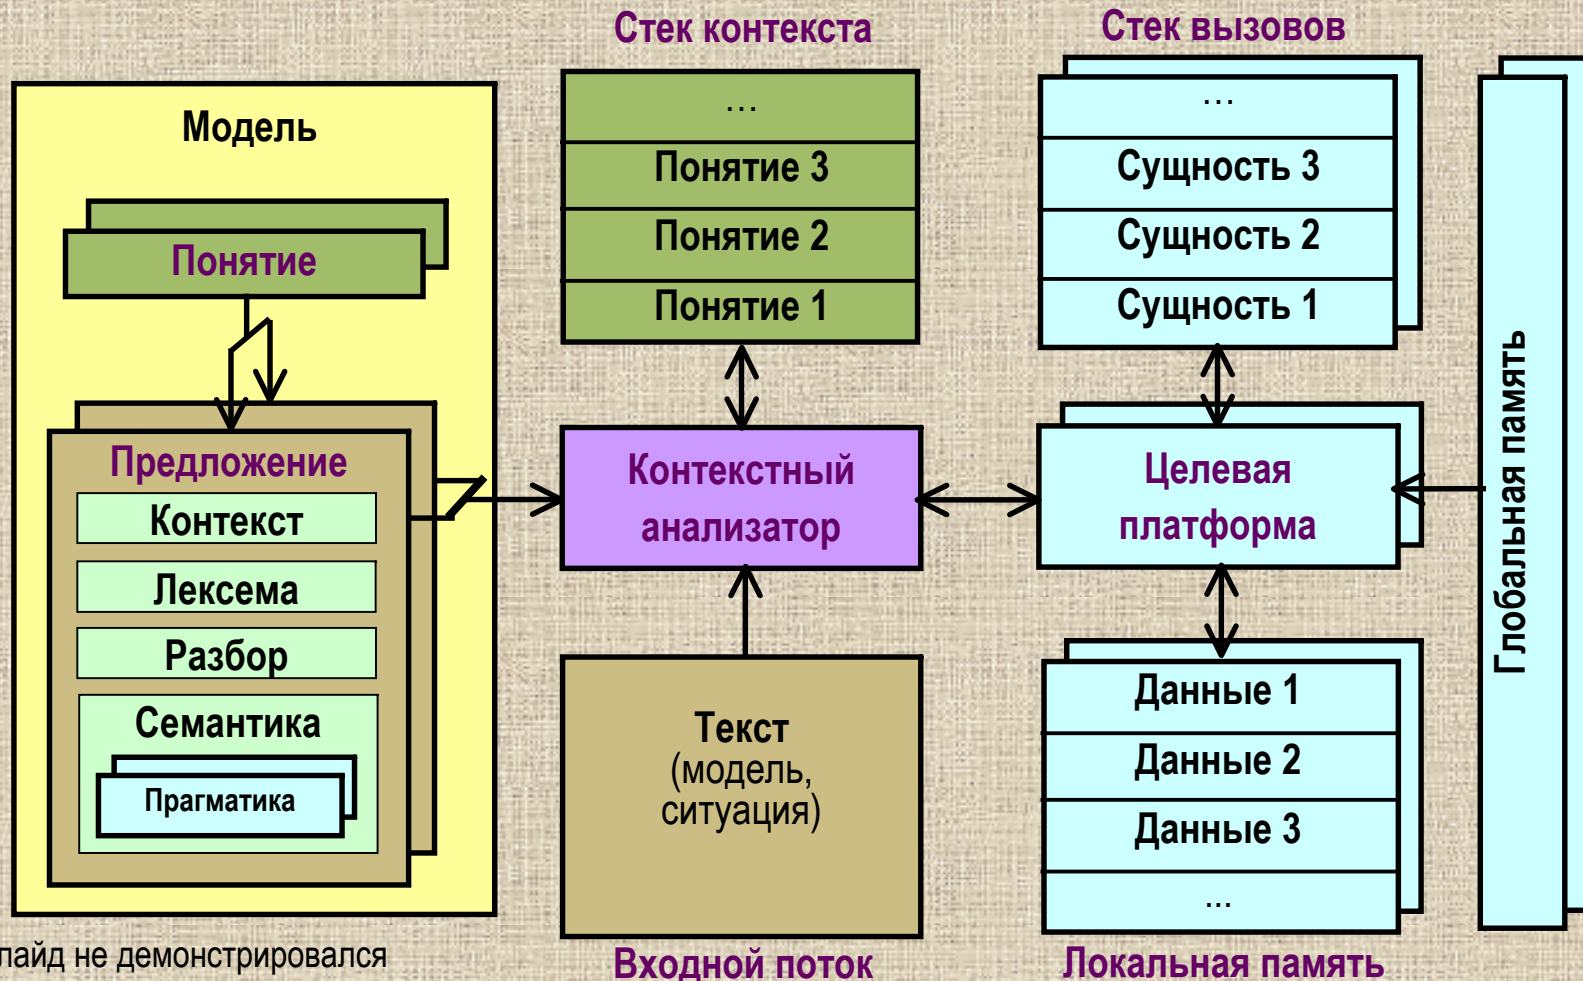 Модель
Понятие
Предложение
Контекст
Лексема
Разбор
Семантика
Прагматика
лайд не демонстрировался
Стек контекста
…
Понятие 3
Понятие 2
Понятие 1
Контекстный
анализатор
Текст
(модель,
ситуация)
Входной поток
Стек вызовов
…
Сущность 3
Сущность 2
Сущность 1
Целевая
платформа
Данные 1
Данные 2
Данные 3
...
Локальная память
Глобальная память